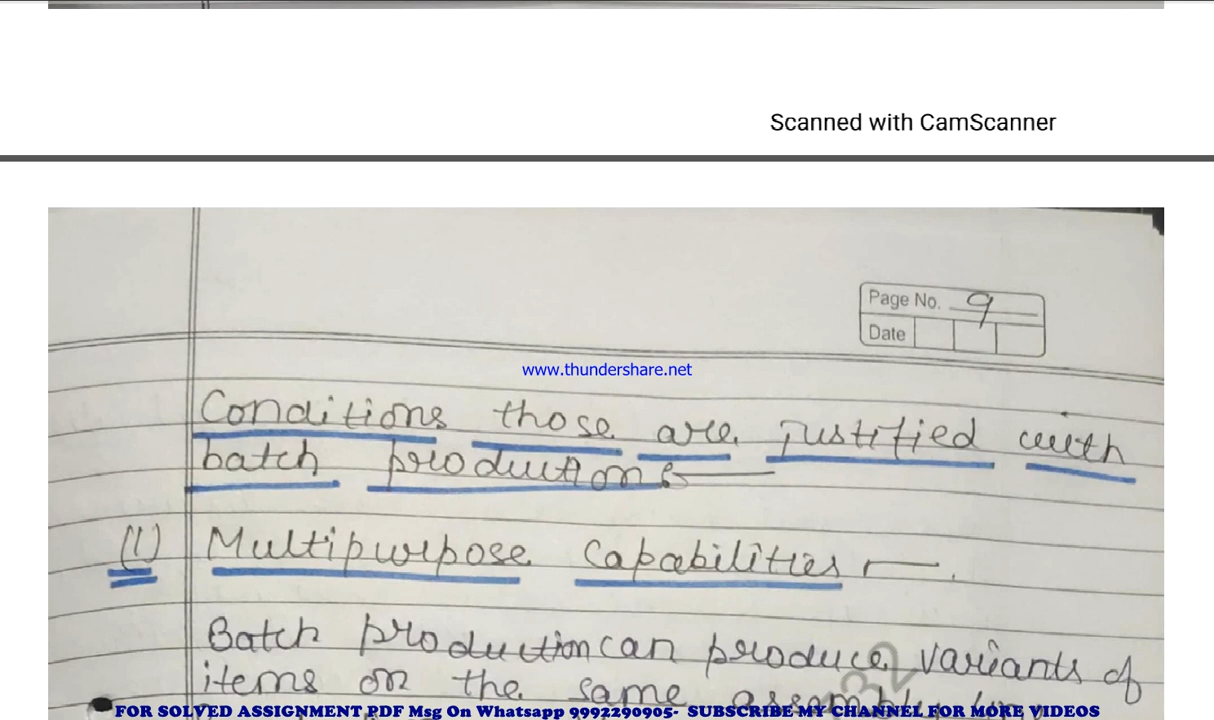 Scanned with CamScanner
Page No. 9
Date
www.thundershare.net
Conditions those are justified with
batch production:-
(1) Multipurpose Capabilities :-
Batch production can produce variants of
items on the same
FOR SOLVED ASSIGNMENT PDF Msg On Whatsapp 9992290905- SUBSCRIBE MY CHANNEL FOR MORE VIDEOS